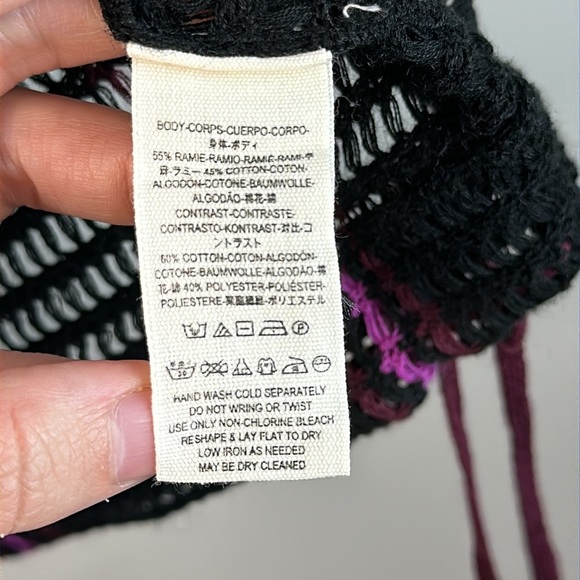 BODY-CORPS-CUERPO-CORPO-
身体-ボディ
55% RAMIE-RAMIO-RAMIÉ-RAMI-苧
麻-ラミー 45% COTTON-COTON-
ALGODÓN-COTONE-BAUMWOLLE-
ALGODÃO-棉花-綿
CONTRAST-CONTRASTE-
CONTRASTO-KONTRAST-对比-コ
ントラスト
60% COTTON-COTON-ALGODÓN-
COTONE-BAUMWOLLE-ALGODÃO-棉
花-綿 40% POLYESTER-POLIÉSTER-
POLIESTERE-聚酯纖維-ポリエステル
P
30
HAND WASH COLD SEPARATELY
DO NOT WRING OR TWIST
USE ONLY NON-CHLORINE BLEACH
RESHAPE & LAY FLAT TO DRY
LOW IRON AS NEEDED
MAY BE DRY CLEANED